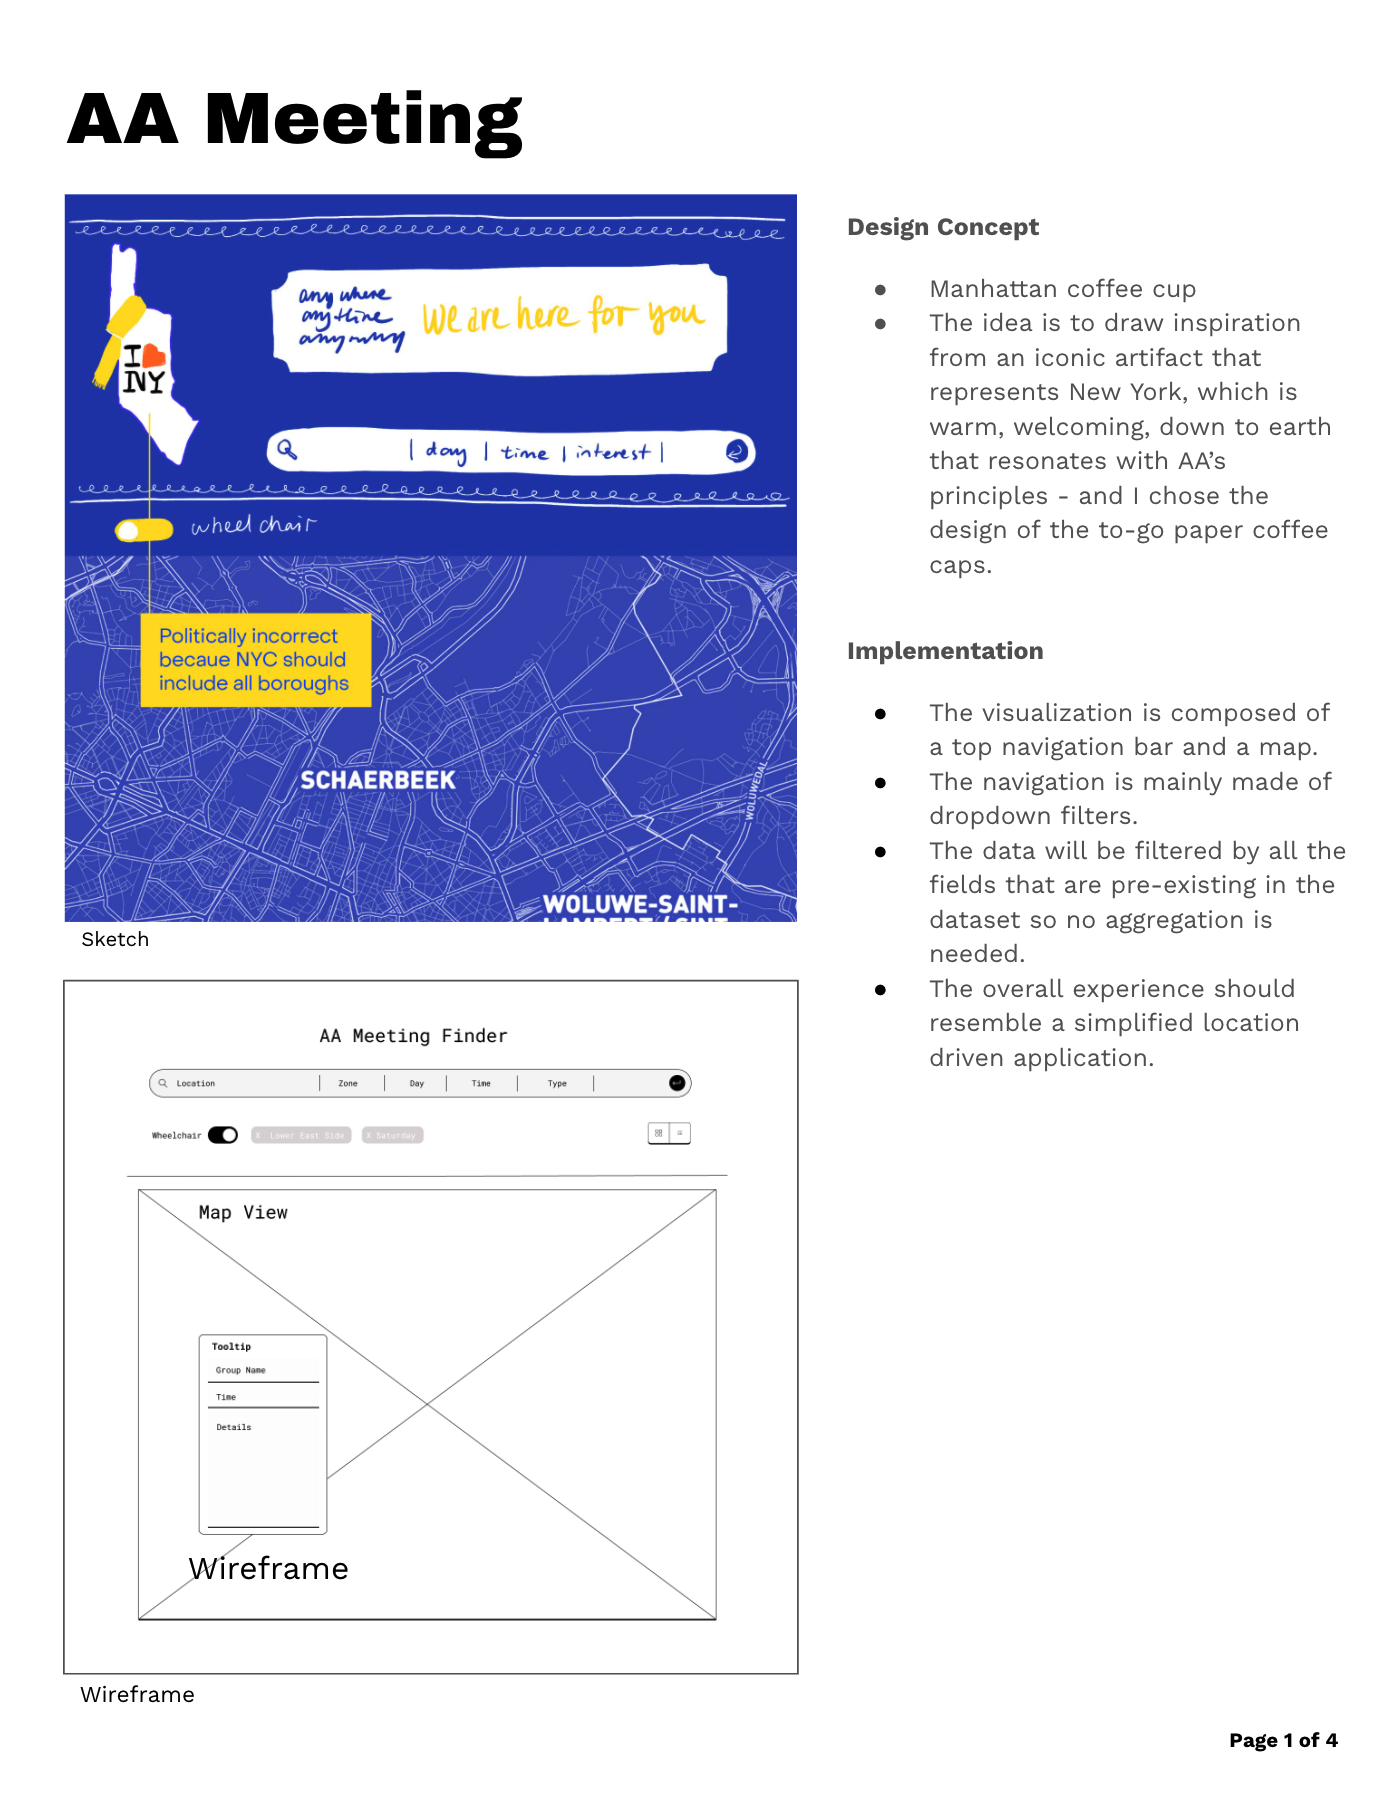 AA Meeting
any where
anytime
any
we are here for you
I
NY
day | time | interest |
wheel chair
Politically incorrect
becaue NYC should
include all boroughs
SCHAERBEEK
WOLUWEDAL
WOLUWE-SAINT-
LAMBERT / SINT-
Sketch
AA Meeting Finder
Location
Zone
Day
Time
Type
Wheelchair
X Lower East Side
X Saturday
Map View
Tooltip
Group Name
Time
Details
Wireframe
Wireframe
Design Concept
● Manhattan coffee cup
● The idea is to draw inspiration
from an iconic artifact that
represents New York, which is
warm, welcoming, down to earth
that resonates with AA’s
principles - and I chose the
design of the to-go paper coffee
caps.
Implementation
● The visualization is composed of
a top navigation bar and a map.
● The navigation is mainly made of
dropdown filters.
● The data will be filtered by all the
fields that are pre-existing in the
dataset so no aggregation is
needed.
● The overall experience should
resemble a simplified location
driven application.
Page 1 of 4